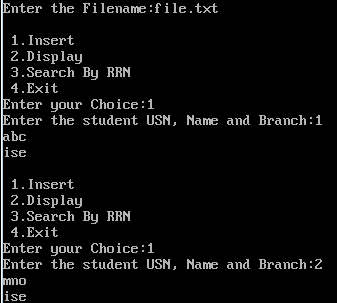 Enter the Filename:file.txt
1.Insert
2.Display
3.Search By RRN
4.Exit
Enter your Choice:1
Enter the student USN, Name and Branch:1
abc
ise
1.Insert
2.Display
3.Search By RRN
4.Exit
Enter your Choice:1
Enter the student USN, Name and Branch:2
mno
ise